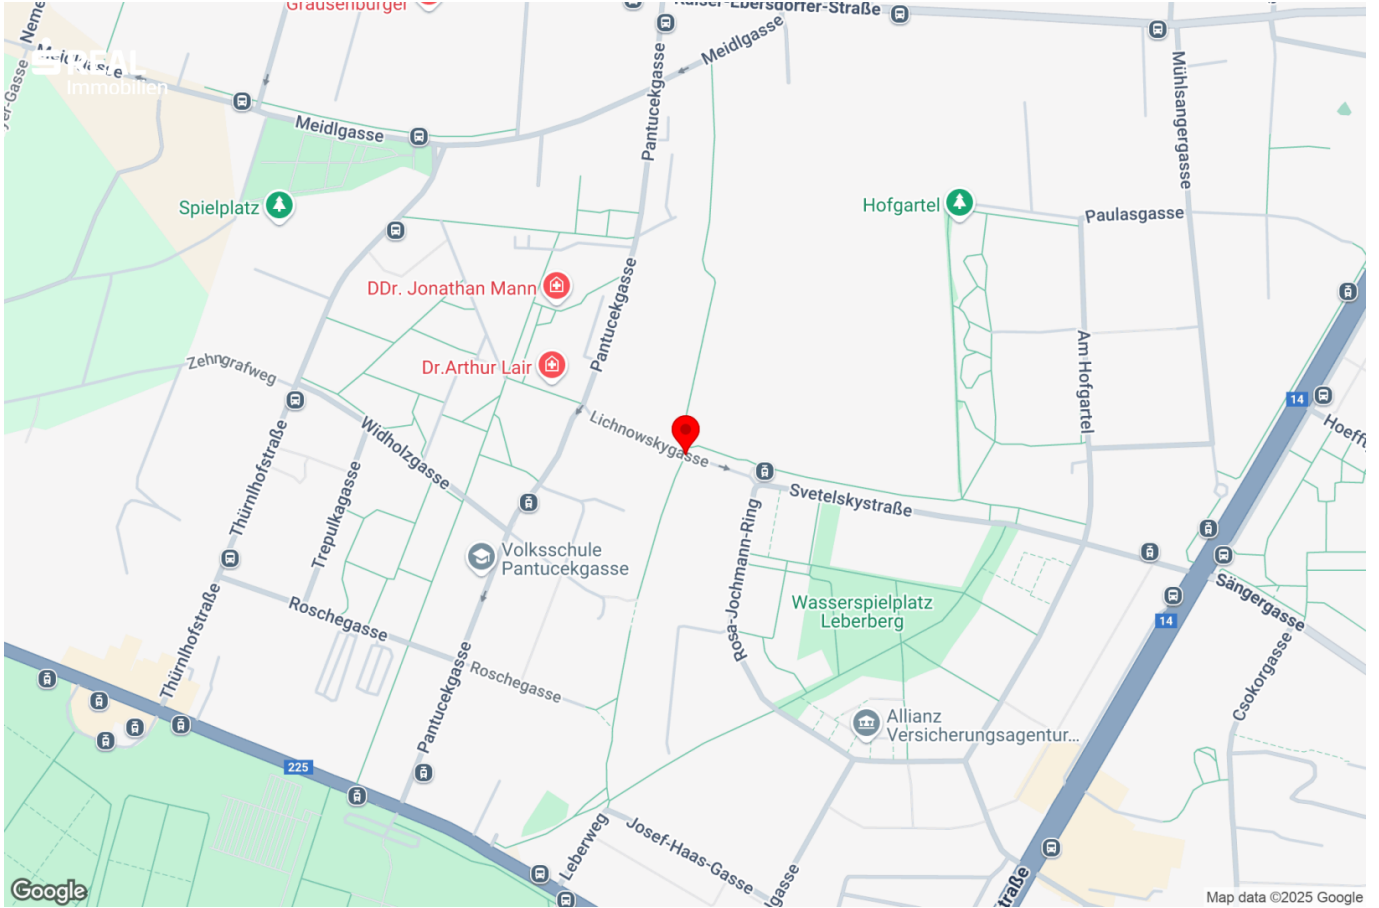 Grausenburger
Kaiser-Ebersdorfer-Straße
Meidlgasse
Meidlgasse
REAL
Immobilien
Meidlgasse
Pantucekgasse
Mühlsangergasse
Spielplatz
Hofgartel
Paulasgasse
DDr. Jonathan Mann
Pantucekgasse
Dr.Arthur Lair
Zehngrafweg
Am Hofgartel
14
Widholzgasse
Lichnowskygasse
Thürnlhofstraße
Trepulkagasse
Svetelskystraße
Rosa-Jochmann-Ring
Volksschule
Pantucekgasse
Sängergasse
Wasserspielplatz
Leberberg
14
Roschegasse
Thürnlhofstraße
Roschegasse
Pantucekgasse
Csokorgasse
Allianz
Versicherungsagentur...
225
Leberweg
Josef-Haas-Gasse
Google
Map data ©2025 Google